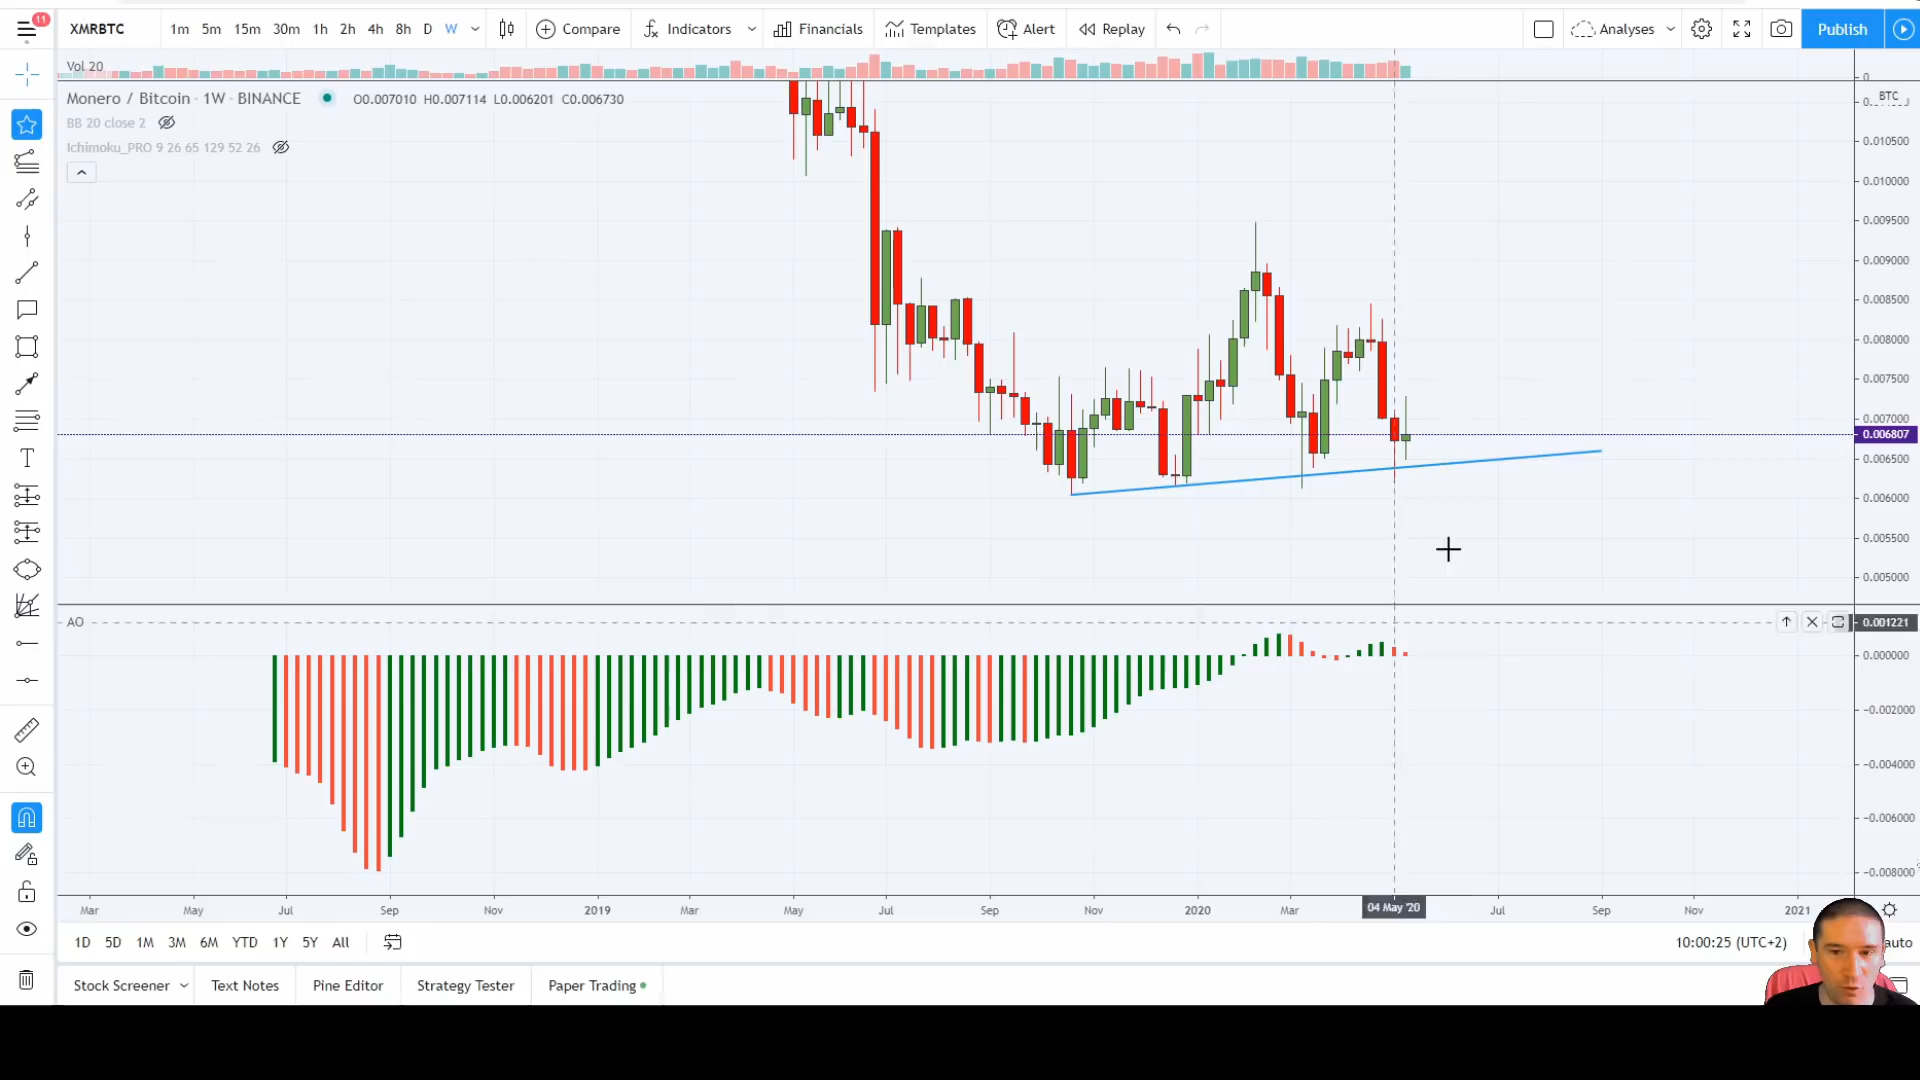 11
XMRBTC 1m 5m 15m 30m 1h 2h 4h 8h D W Compare Indicators Financials Templates Alert Replay Analyses Publish
Vol 20
0
Monero / Bitcoin · 1W · BINANCE O0.007010 H0.007114 L0.006201 C0.006730
BTC
BB 20 close 2
Ichimoku_PRO 9 26 65 129 52 26
0.010500
0.010000
0.009500
0.009000
0.008500
0.008000
0.007500
0.007000
0.006807
0.006500
0.006000
0.005500
0.005000
AO
0.001221
0.000000
−0.002000
−0.004000
−0.006000
−0.008000
Mar May Jul Sep Nov 2019 Mar May Jul Sep Nov 2020 Mar 04 May '20 Jul Sep Nov 2021
1D 5D 1M 3M 6M YTD 1Y 5Y All 10:00:25 (UTC+2) auto
Stock Screener Text Notes Pine Editor Strategy Tester Paper Trading